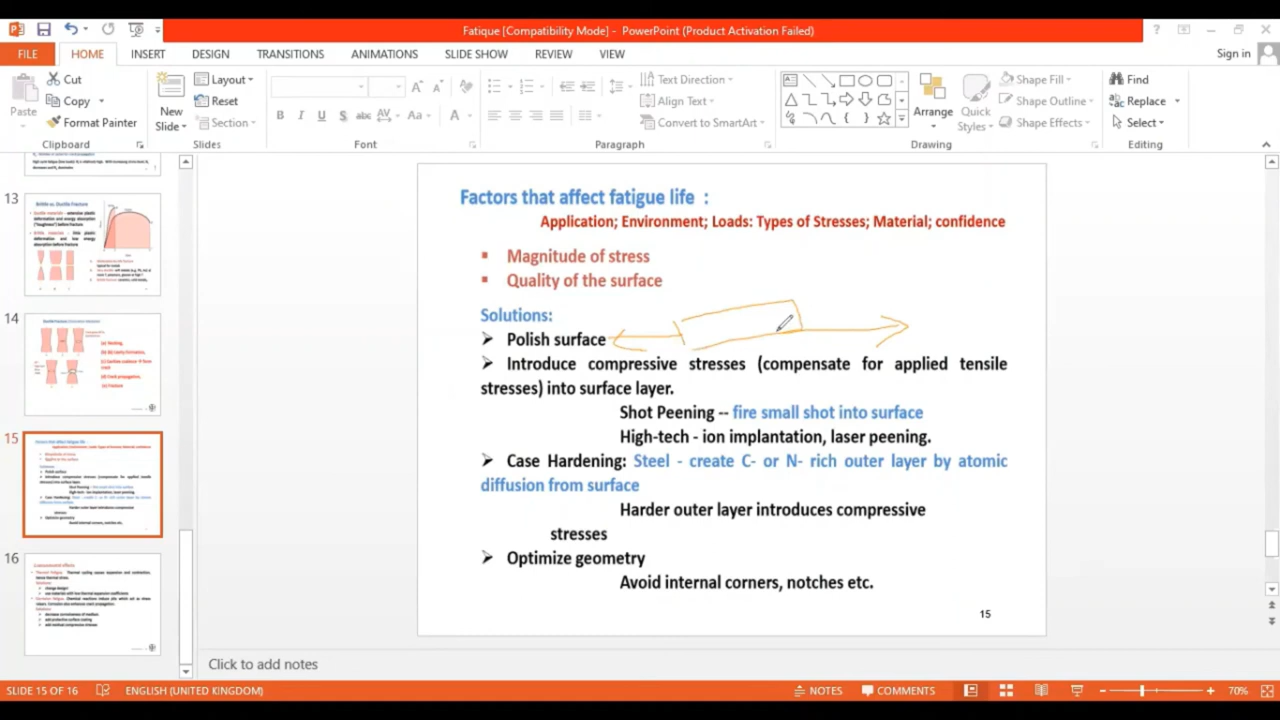 Fatique [Compatibility Mode] - PowerPoint (Product Activation Failed)
FILE HOME INSERT DESIGN TRANSITIONS ANIMATIONS SLIDE SHOW REVIEW VIEW Sign in
Cut
Copy
Format Painter
Paste
Clipboard
New Slide
Layout
Reset
Section
Slides
Font
Text Direction
Align Text
Convert to SmartArt
Paragraph
Arrange
Quick Styles
Shape Fill
Shape Outline
Shape Effects
Drawing
Find
Replace
Select
Editing
13
Brittle vs. Ductile Fracture
14
15
16
Factors that affect fatigue life :
Application; Environment; Loads: Types of Stresses; Material; confidence
Magnitude of stress
Quality of the surface
Solutions:
Polish surface
Introduce compressive stresses (compensate for applied tensile
stresses) into surface layer.
Shot Peening -- fire small shot into surface
High-tech - ion implantation, laser peening.
Case Hardening: Steel - create C- or N- rich outer layer by atomic
diffusion from surface
Harder outer layer introduces compressive
stresses
Optimize geometry
Avoid internal corners, notches etc.
15
Click to add notes
SLIDE 15 OF 16 ENGLISH (UNITED KINGDOM) NOTES COMMENTS 70%